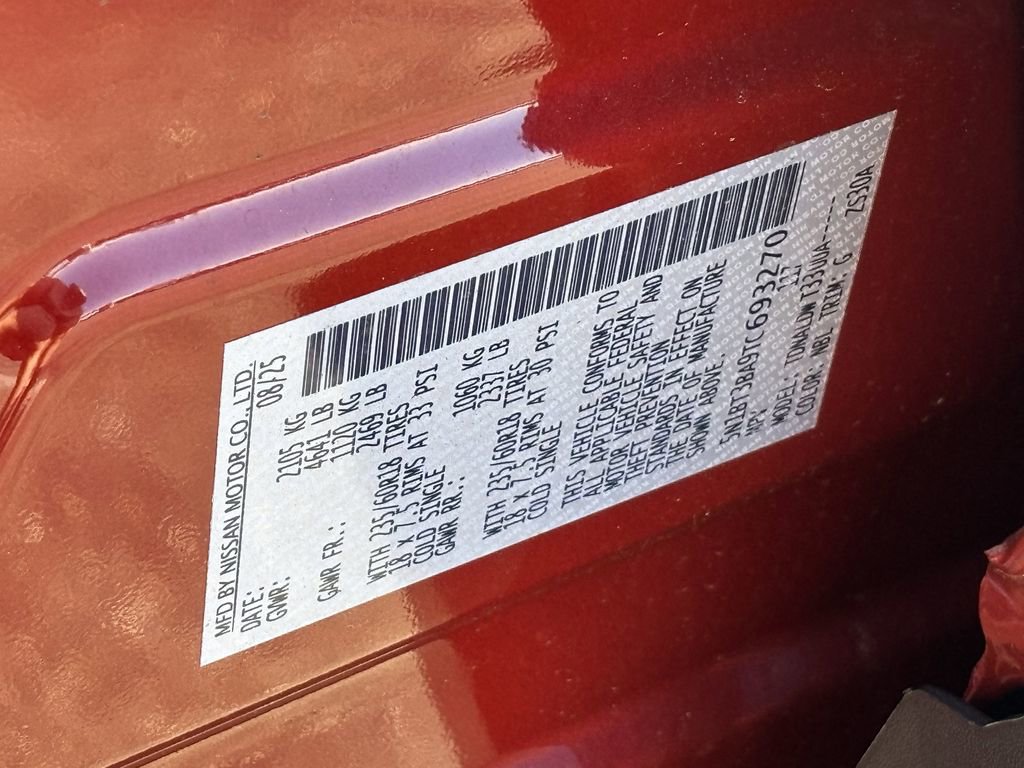 MFD BY NISSAN MOTOR CO., LTD.
DATE: 08/25
GVWR: 2105 KG
4641 LB
GAWR FR.: 1120 KG
2469 LB
WITH 235/60R18 TIRES
18 X 7.5 RIMS AT 33 PSI
COLD SINGLE
GAWR RR.: 1060 KG
2337 LB
WITH 235/60R18 TIRES
18 X 7.5 RIMS AT 30 PSI
COLD SINGLE
THIS VEHICLE CONFORMS TO
ALL APPLICABLE FEDERAL
MOTOR VEHICLE SAFETY AND
THEFT PREVENTION
STANDARDS IN EFFECT ON
THE DATE OF MANUFACTURE
SHOWN ABOVE.
5N1BT3BA9TC693270
MPV 117
COLOR: NBL TRIM: G ZS30A